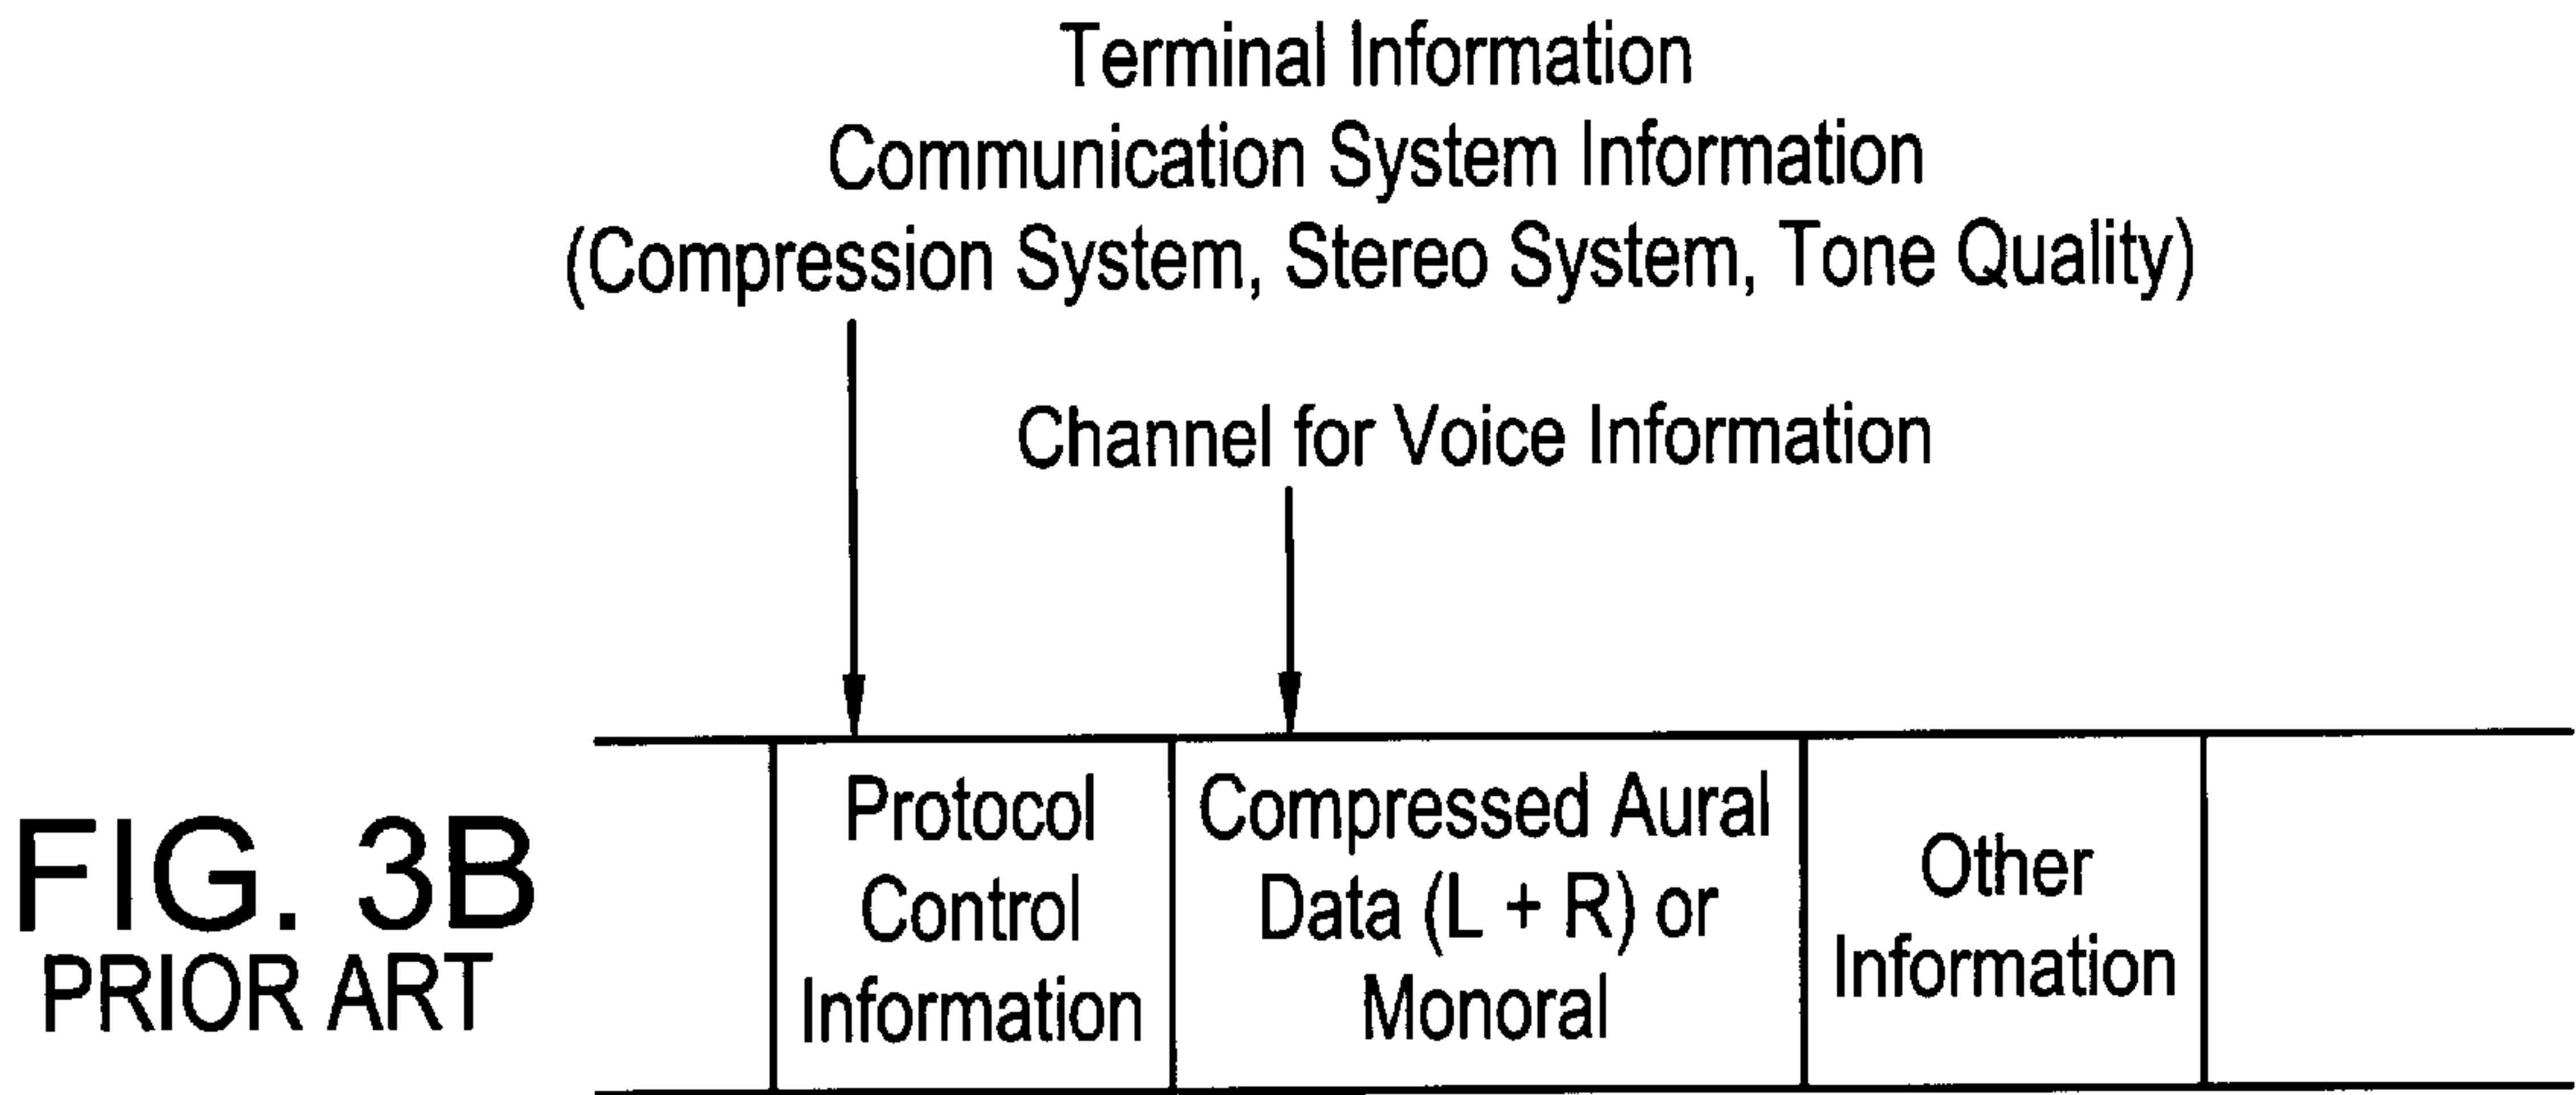 Terminal Information
Communication System Information
(Compression System, Stereo System, Tone Quality)
Channel for Voice Information
Protocol
Control
Information
Compressed Aural
Data (L + R) or
Monoral
Other
Information
FIG. 3B
PRIOR ART